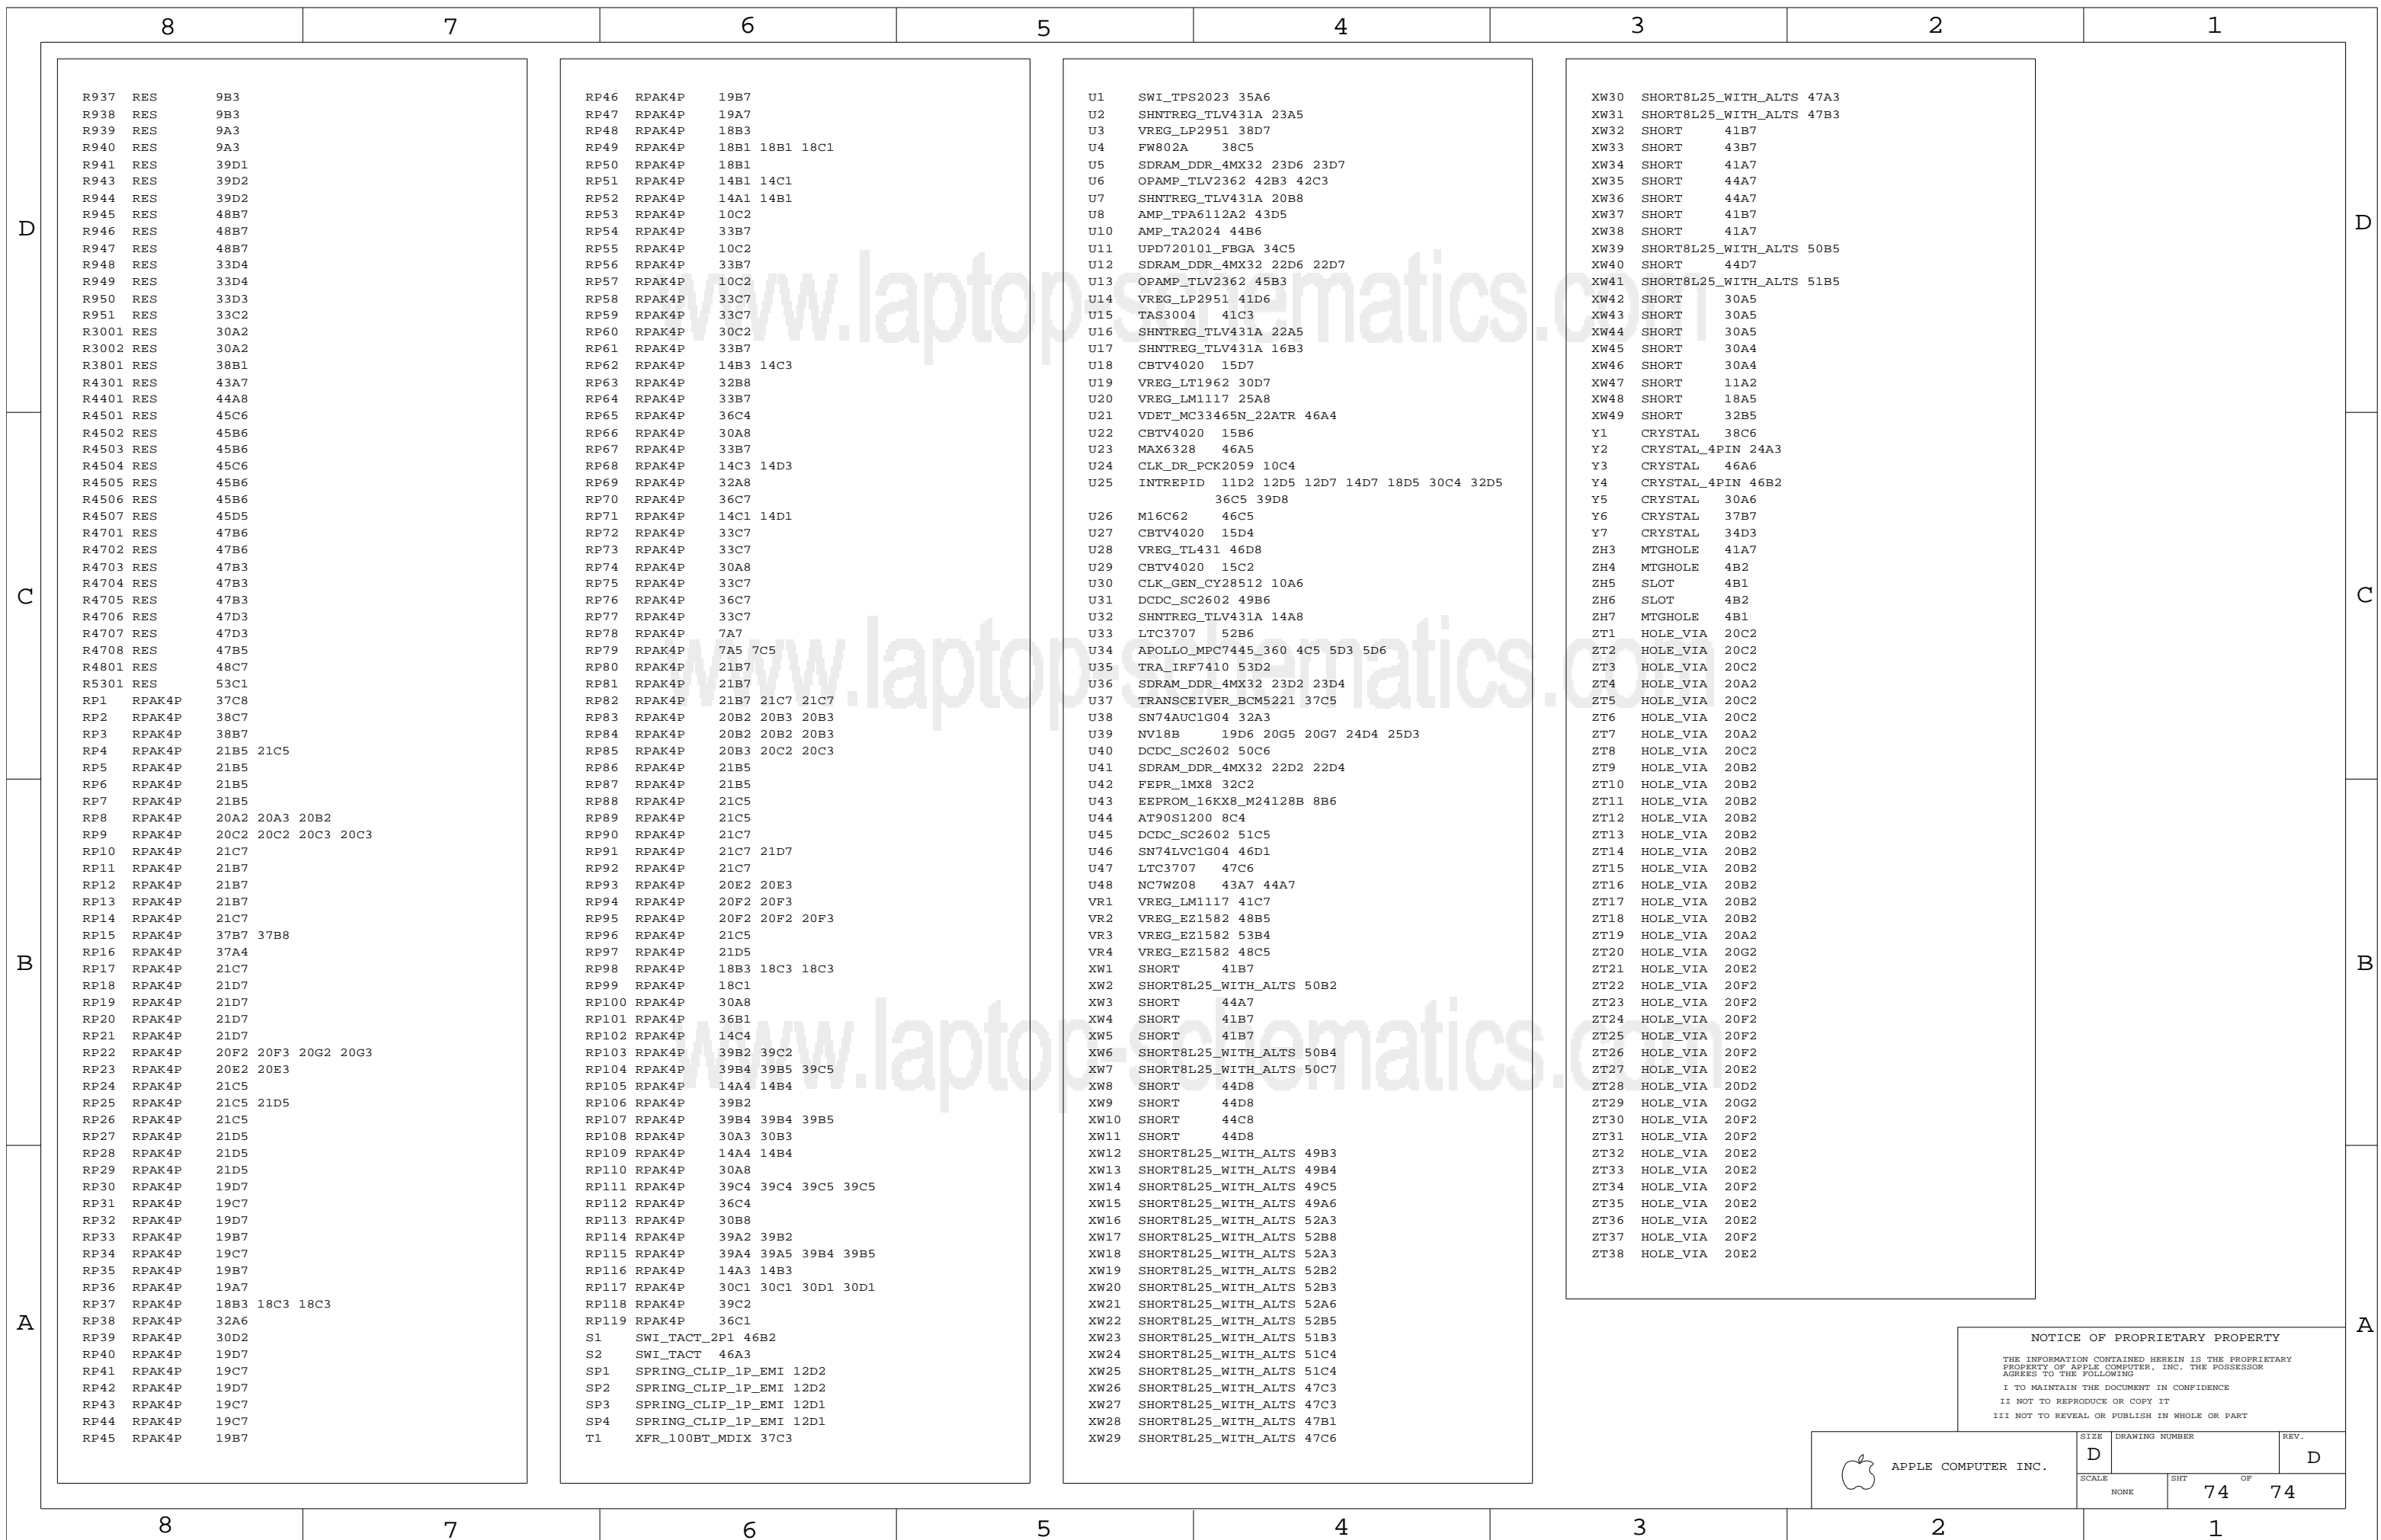 8 7 6 5 4 3 2 1
D
C
B
A
R937 RES 9B3
R938 RES 9B3
R939 RES 9A3
R940 RES 9A3
R941 RES 39D1
R943 RES 39D2
R944 RES 39D2
R945 RES 48B7
R946 RES 48B7
R947 RES 48B7
R948 RES 33D4
R949 RES 33D4
R950 RES 33D3
R951 RES 33C2
R3001 RES 30A2
R3002 RES 30A2
R3801 RES 38B1
R4301 RES 43A7
R4401 RES 44A8
R4501 RES 45C6
R4502 RES 45B6
R4503 RES 45B6
R4504 RES 45C6
R4505 RES 45B6
R4506 RES 45B6
R4507 RES 45D5
R4701 RES 47B6
R4702 RES 47B6
R4703 RES 47B3
R4704 RES 47B3
R4705 RES 47B3
R4706 RES 47D3
R4707 RES 47D3
R4708 RES 47B5
R4801 RES 48C7
R5301 RES 53C1
RP1 RPAK4P 37C8
RP2 RPAK4P 38C7
RP3 RPAK4P 38B7
RP4 RPAK4P 21B5 21C5
RP5 RPAK4P 21B5
RP6 RPAK4P 21B5
RP7 RPAK4P 21B5
RP8 RPAK4P 20A2 20A3 20B2
RP9 RPAK4P 20C2 20C2 20C3 20C3
RP10 RPAK4P 21C7
RP11 RPAK4P 21B7
RP12 RPAK4P 21B7
RP13 RPAK4P 21B7
RP14 RPAK4P 21C7
RP15 RPAK4P 37B7 37B8
RP16 RPAK4P 37A4
RP17 RPAK4P 21C7
RP18 RPAK4P 21D7
RP19 RPAK4P 21D7
RP20 RPAK4P 21D7
RP21 RPAK4P 21D7
RP22 RPAK4P 20F2 20F3 20G2 20G3
RP23 RPAK4P 20E2 20E3
RP24 RPAK4P 21C5
RP25 RPAK4P 21C5 21D5
RP26 RPAK4P 21C5
RP27 RPAK4P 21D5
RP28 RPAK4P 21D5
RP29 RPAK4P 21D5
RP30 RPAK4P 19D7
RP31 RPAK4P 19C7
RP32 RPAK4P 19D7
RP33 RPAK4P 19B7
RP34 RPAK4P 19C7
RP35 RPAK4P 19B7
RP36 RPAK4P 19A7
RP37 RPAK4P 18B3 18C3 18C3
RP38 RPAK4P 32A6
RP39 RPAK4P 30D2
RP40 RPAK4P 19D7
RP41 RPAK4P 19C7
RP42 RPAK4P 19D7
RP43 RPAK4P 19C7
RP44 RPAK4P 19C7
RP45 RPAK4P 19B7
RP46 RPAK4P 19B7
RP47 RPAK4P 19A7
RP48 RPAK4P 18B3
RP49 RPAK4P 18B1 18B1 18C1
RP50 RPAK4P 18B1
RP51 RPAK4P 14B1 14C1
RP52 RPAK4P 14A1 14B1
RP53 RPAK4P 10C2
RP54 RPAK4P 33B7
RP55 RPAK4P 10C2
RP56 RPAK4P 33B7
RP57 RPAK4P 10C2
RP58 RPAK4P 33C7
RP59 RPAK4P 33C7
RP60 RPAK4P 30C2
RP61 RPAK4P 33B7
RP62 RPAK4P 14B3 14C3
RP63 RPAK4P 32B8
RP64 RPAK4P 33B7
RP65 RPAK4P 36C4
RP66 RPAK4P 30A8
RP67 RPAK4P 33B7
RP68 RPAK4P 14C3 14D3
RP69 RPAK4P 32A8
RP70 RPAK4P 36C7
RP71 RPAK4P 14C1 14D1
RP72 RPAK4P 33C7
RP73 RPAK4P 33C7
RP74 RPAK4P 30A8
RP75 RPAK4P 33C7
RP76 RPAK4P 36C7
RP77 RPAK4P 33C7
RP78 RPAK4P 7A7
RP79 RPAK4P 7A5 7C5
RP80 RPAK4P 21B7
RP81 RPAK4P 21B7
RP82 RPAK4P 21B7 21C7 21C7
RP83 RPAK4P 20B2 20B3 20B3
RP84 RPAK4P 20B2 20B2 20B3
RP85 RPAK4P 20B3 20C2 20C3
RP86 RPAK4P 21B5
RP87 RPAK4P 21B5
RP88 RPAK4P 21C5
RP89 RPAK4P 21C5
RP90 RPAK4P 21C7
RP91 RPAK4P 21C7 21D7
RP92 RPAK4P 21C7
RP93 RPAK4P 20E2 20E3
RP94 RPAK4P 20F2 20F3
RP95 RPAK4P 20F2 20F2 20F3
RP96 RPAK4P 21C5
RP97 RPAK4P 21D5
RP98 RPAK4P 18B3 18C3 18C3
RP99 RPAK4P 18C1
RP100 RPAK4P 30A8
RP101 RPAK4P 36B1
RP102 RPAK4P 14C4
RP103 RPAK4P 39B2 39C2
RP104 RPAK4P 39B4 39B5 39C5
RP105 RPAK4P 14A4 14B4
RP106 RPAK4P 39B2
RP107 RPAK4P 39B4 39B4 39B5
RP108 RPAK4P 30A3 30B3
RP109 RPAK4P 14A4 14B4
RP110 RPAK4P 30A8
RP111 RPAK4P 39C4 39C4 39C5 39C5
RP112 RPAK4P 36C4
RP113 RPAK4P 30B8
RP114 RPAK4P 39A2 39B2
RP115 RPAK4P 39A4 39A5 39B4 39B5
RP116 RPAK4P 14A3 14B3
RP117 RPAK4P 30C1 30C1 30D1 30D1
RP118 RPAK4P 39C2
RP119 RPAK4P 36C1
S1 SWI_TACT_2P1 46B2
S2 SWI_TACT 46A3
SP1 SPRING_CLIP_1P_EMI 12D2
SP2 SPRING_CLIP_1P_EMI 12D2
SP3 SPRING_CLIP_1P_EMI 12D1
SP4 SPRING_CLIP_1P_EMI 12D1
T1 XFR_100BT_MDIX 37C3
U1 SWI_TPS2023 35A6
U2 SHNTREG_TLV431A 23A5
U3 VREG_LP2951 38D7
U4 FW802A 38C5
U5 SDRAM_DDR_4MX32 23D6 23D7
U6 OPAMP_TLV2362 42B3 42C3
U7 SHNTREG_TLV431A 20B8
U8 AMP_TPA6112A2 43D5
U10 AMP_TA2024 44B6
U11 UPD720101_FBGA 34C5
U12 SDRAM_DDR_4MX32 22D6 22D7
U13 OPAMP_TLV2362 45B3
U14 VREG_LP2951 41D6
U15 TAS3004 41C3
U16 SHNTREG_TLV431A 22A5
U17 SHNTREG_TLV431A 16B3
U18 CBTV4020 15D7
U19 VREG_LT1962 30D7
U20 VREG_LM1117 25A8
U21 VDET_MC33465N_22ATR 46A4
U22 CBTV4020 15B6
U23 MAX6328 46A5
U24 CLK_DR_PCK2059 10C4
U25 INTREPID 11D2 12D5 12D7 14D7 18D5 30C4 32D5
36C5 39D8
U26 M16C62 46C5
U27 CBTV4020 15D4
U28 VREG_TL431 46D8
U29 CBTV4020 15C2
U30 CLK_GEN_CY28512 10A6
U31 DCDC_SC2602 49B6
U32 SHNTREG_TLV431A 14A8
U33 LTC3707 52B6
U34 APOLLO_MPC7445_360 4C5 5D3 5D6
U35 TRA_IRF7410 53D2
U36 SDRAM_DDR_4MX32 23D2 23D4
U37 TRANSCEIVER_BCM5221 37C5
U38 SN74AUC1G04 32A3
U39 NV18B 19D6 20G5 20G7 24D4 25D3
U40 DCDC_SC2602 50C6
U41 SDRAM_DDR_4MX32 22D2 22D4
U42 FEPR_1MX8 32C2
U43 EEPROM_16KX8_M24128B 8B6
U44 AT90S1200 8C4
U45 DCDC_SC2602 51C5
U46 SN74LVC1G04 46D1
U47 LTC3707 47C6
U48 NC7WZ08 43A7 44A7
VR1 VREG_LM1117 41C7
VR2 VREG_EZ1582 48B5
VR3 VREG_EZ1582 53B4
VR4 VREG_EZ1582 48C5
XW1 SHORT 41B7
XW2 SHORT8L25_WITH_ALTS 50B2
XW3 SHORT 44A7
XW4 SHORT 41B7
XW5 SHORT 41B7
XW6 SHORT8L25_WITH_ALTS 50B4
XW7 SHORT8L25_WITH_ALTS 50C7
XW8 SHORT 44D8
XW9 SHORT 44D8
XW10 SHORT 44C8
XW11 SHORT 44D8
XW12 SHORT8L25_WITH_ALTS 49B3
XW13 SHORT8L25_WITH_ALTS 49B4
XW14 SHORT8L25_WITH_ALTS 49C5
XW15 SHORT8L25_WITH_ALTS 49A6
XW16 SHORT8L25_WITH_ALTS 52A3
XW17 SHORT8L25_WITH_ALTS 52B8
XW18 SHORT8L25_WITH_ALTS 52A3
XW19 SHORT8L25_WITH_ALTS 52B2
XW20 SHORT8L25_WITH_ALTS 52B3
XW21 SHORT8L25_WITH_ALTS 52A6
XW22 SHORT8L25_WITH_ALTS 52B5
XW23 SHORT8L25_WITH_ALTS 51B3
XW24 SHORT8L25_WITH_ALTS 51C4
XW25 SHORT8L25_WITH_ALTS 51C4
XW26 SHORT8L25_WITH_ALTS 47C3
XW27 SHORT8L25_WITH_ALTS 47C3
XW28 SHORT8L25_WITH_ALTS 47B1
XW29 SHORT8L25_WITH_ALTS 47C6
XW30 SHORT8L25_WITH_ALTS 47A3
XW31 SHORT8L25_WITH_ALTS 47B3
XW32 SHORT 41B7
XW33 SHORT 43B7
XW34 SHORT 41A7
XW35 SHORT 44A7
XW36 SHORT 44A7
XW37 SHORT 41B7
XW38 SHORT 41A7
XW39 SHORT8L25_WITH_ALTS 50B5
XW40 SHORT 44D7
XW41 SHORT8L25_WITH_ALTS 51B5
XW42 SHORT 30A5
XW43 SHORT 30A5
XW44 SHORT 30A5
XW45 SHORT 30A4
XW46 SHORT 30A4
XW47 SHORT 11A2
XW48 SHORT 18A5
XW49 SHORT 32B5
Y1 CRYSTAL 38C6
Y2 CRYSTAL_4PIN 24A3
Y3 CRYSTAL 46A6
Y4 CRYSTAL_4PIN 46B2
Y5 CRYSTAL 30A6
Y6 CRYSTAL 37B7
Y7 CRYSTAL 34D3
ZH3 MTGHOLE 41A7
ZH4 MTGHOLE 4B2
ZH5 SLOT 4B1
ZH6 SLOT 4B2
ZH7 MTGHOLE 4B1
ZT1 HOLE_VIA 20C2
ZT2 HOLE_VIA 20C2
ZT3 HOLE_VIA 20C2
ZT4 HOLE_VIA 20A2
ZT5 HOLE_VIA 20C2
ZT6 HOLE_VIA 20C2
ZT7 HOLE_VIA 20A2
ZT8 HOLE_VIA 20C2
ZT9 HOLE_VIA 20B2
ZT10 HOLE_VIA 20B2
ZT11 HOLE_VIA 20B2
ZT12 HOLE_VIA 20B2
ZT13 HOLE_VIA 20B2
ZT14 HOLE_VIA 20B2
ZT15 HOLE_VIA 20B2
ZT16 HOLE_VIA 20B2
ZT17 HOLE_VIA 20B2
ZT18 HOLE_VIA 20B2
ZT19 HOLE_VIA 20A2
ZT20 HOLE_VIA 20G2
ZT21 HOLE_VIA 20E2
ZT22 HOLE_VIA 20F2
ZT23 HOLE_VIA 20F2
ZT24 HOLE_VIA 20F2
ZT25 HOLE_VIA 20F2
ZT26 HOLE_VIA 20F2
ZT27 HOLE_VIA 20E2
ZT28 HOLE_VIA 20D2
ZT29 HOLE_VIA 20G2
ZT30 HOLE_VIA 20F2
ZT31 HOLE_VIA 20F2
ZT32 HOLE_VIA 20E2
ZT33 HOLE_VIA 20E2
ZT34 HOLE_VIA 20F2
ZT35 HOLE_VIA 20E2
ZT36 HOLE_VIA 20E2
ZT37 HOLE_VIA 20F2
ZT38 HOLE_VIA 20E2
www.laptop-schematics.com
www.laptop-schematics.com
www.laptop-schematics.com
D
C
B
A
NOTICE OF PROPRIETARY PROPERTY
THE INFORMATION CONTAINED HEREIN IS THE PROPRIETARY
PROPERTY OF APPLE COMPUTER, INC. THE POSSESSOR
AGREES TO THE FOLLOWING
I TO MAINTAIN THE DOCUMENT IN CONFIDENCE
II NOT TO REPRODUCE OR COPY IT
III NOT TO REVEAL OR PUBLISH IN WHOLE OR PART
APPLE COMPUTER INC.
SIZE DRAWING NUMBER REV.
D D
SCALE SHT OF
NONE 74 74
8 7 6 5 4 3 2 1